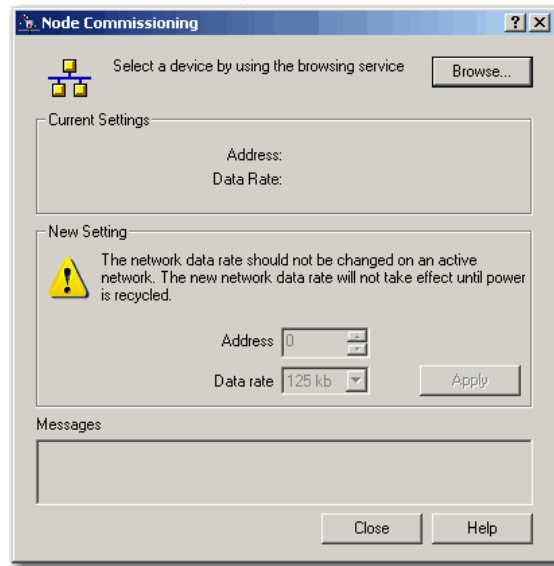 Node Commissioning
Select a device by using the browsing service
Browse...
Current Settings
Address:
Data Rate:
New Setting
The network data rate should not be changed on an active
network. The new network data rate will not take effect until power
is recycled.
Address 0
Data rate 125 kb
Apply
Messages
Close
Help